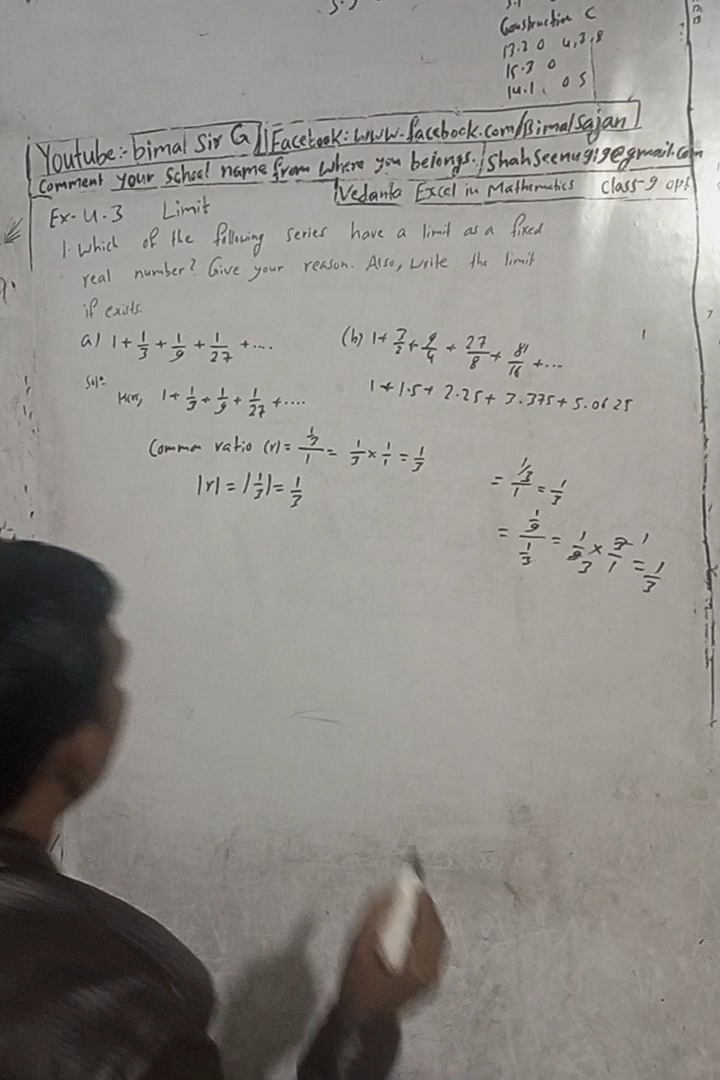 Construction C
13.2 0 4,3,8
15.3 0
14.1. 0 5
Youtube:- bimal Sir G || Facebook: www.facebook.com/Bimalsajan
Comment your School name from where you belongs. | Shahseenu919@gmail.com
Vedanta Excel in Mathematics Class-9 opt
Ex- 4.3 Limit
1. Which of the following series have a limit as a fixed
real number? Give your reason. Also, write the limit
if exists.
a) 1 + 1/3 + 1/9 + 1/27 + .... (b) 1 + 3/2 + 9/4 + 27/8 + 81/16 + ...
Soln 1 + 1.5 + 2.25 + 3.375 + 5.0625
Here, 1 + 1/3 + 1/9 + 1/27 + ....
Common ratio (r) = 1/3/1 = 1/3 × 1/1 = 1/3
|r| = |1/3| = 1/3
= 1/3/1 = 1/3
= 1/9/1/3 = 1/9 × 3/1 = 1/3